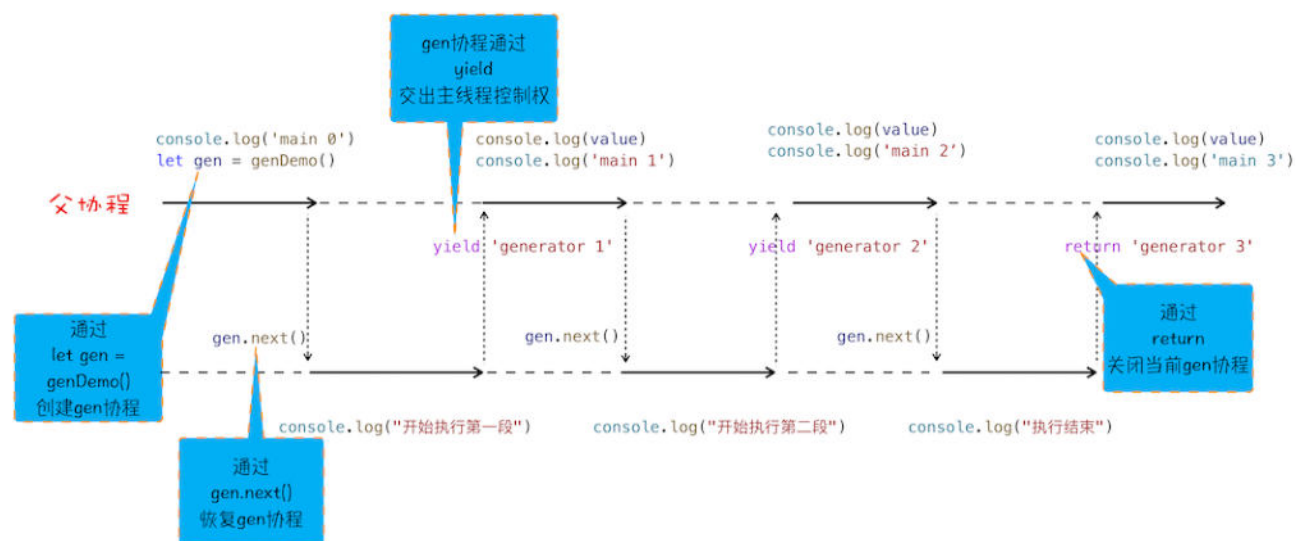 gen协程通过
yield
交出主线程控制权
console.log('main 0')
let gen = genDemo()
console.log(value)
console.log('main 1')
console.log(value)
console.log('main 2')
console.log(value)
console.log('main 3')
父协程
yield 'generator 1'
yield 'generator 2'
return 'generator 3'
通过
let gen =
genDemo()
创建gen协程
gen.next()
gen.next()
gen.next()
通过
return
关闭当前gen协程
console.log("开始执行第一段")
console.log("开始执行第二段")
console.log("执行结束")
通过
gen.next()
恢复gen协程